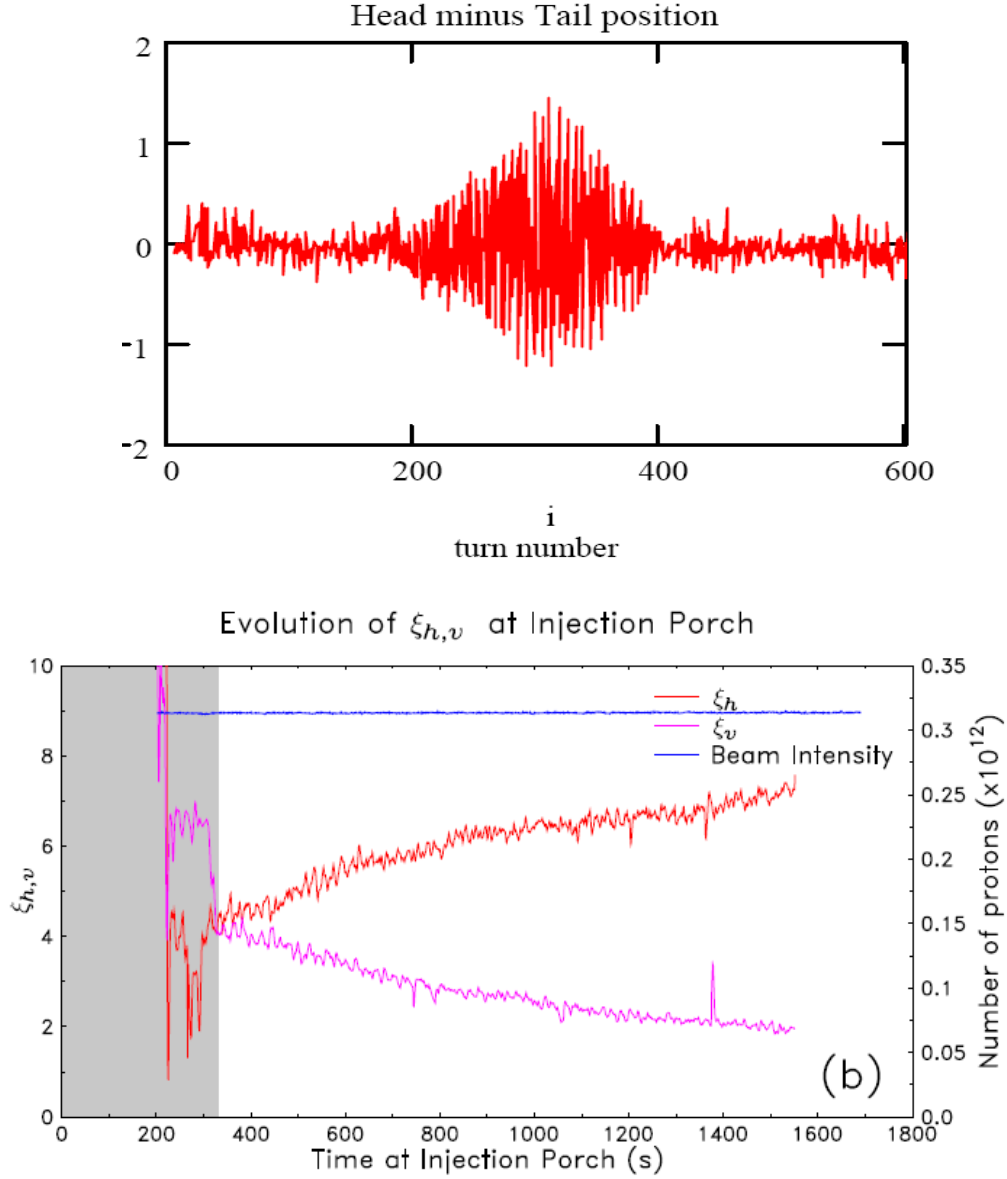 Head minus Tail position
2
1
0
-1
-2
0 200 400 600
i
turn number
Evolution of ξh,v at Injection Porch
10
8
6
4
2
0
ξh,v
ξh
ξv
Beam Intensity
(b)
0.35
0.3
0.25
0.2
0.15
0.1
0.05
0.0
Number of protons (x10¹²)
0 200 400 600 800 1000 1200 1400 1600 1800
Time at Injection Porch (s)